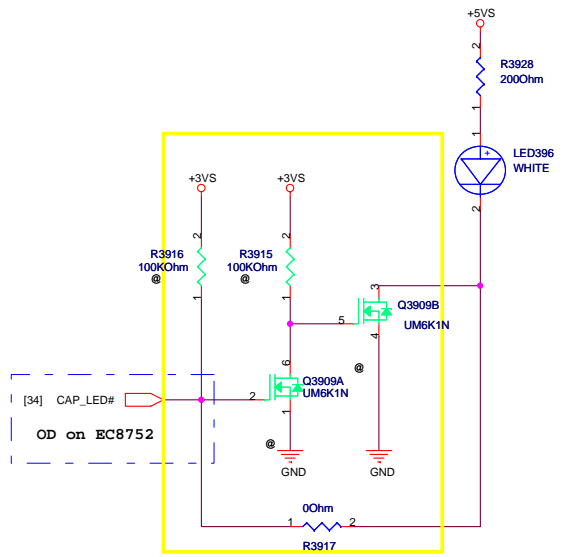 +5VS
2
R3928
200Ohm
1
1
LED396
WHITE
+
2
+3VS
+3VS
2
2
R3916
100KOhm
@
R3915
100KOhm
@
1
1
3
Q3909B
5
UM6K1N
4
6
@
Q3909A
UM6K1N
[34] CAP_LED#
2
1
OD on EC8752
@
GND
GND
0Ohm
1
2
R3917